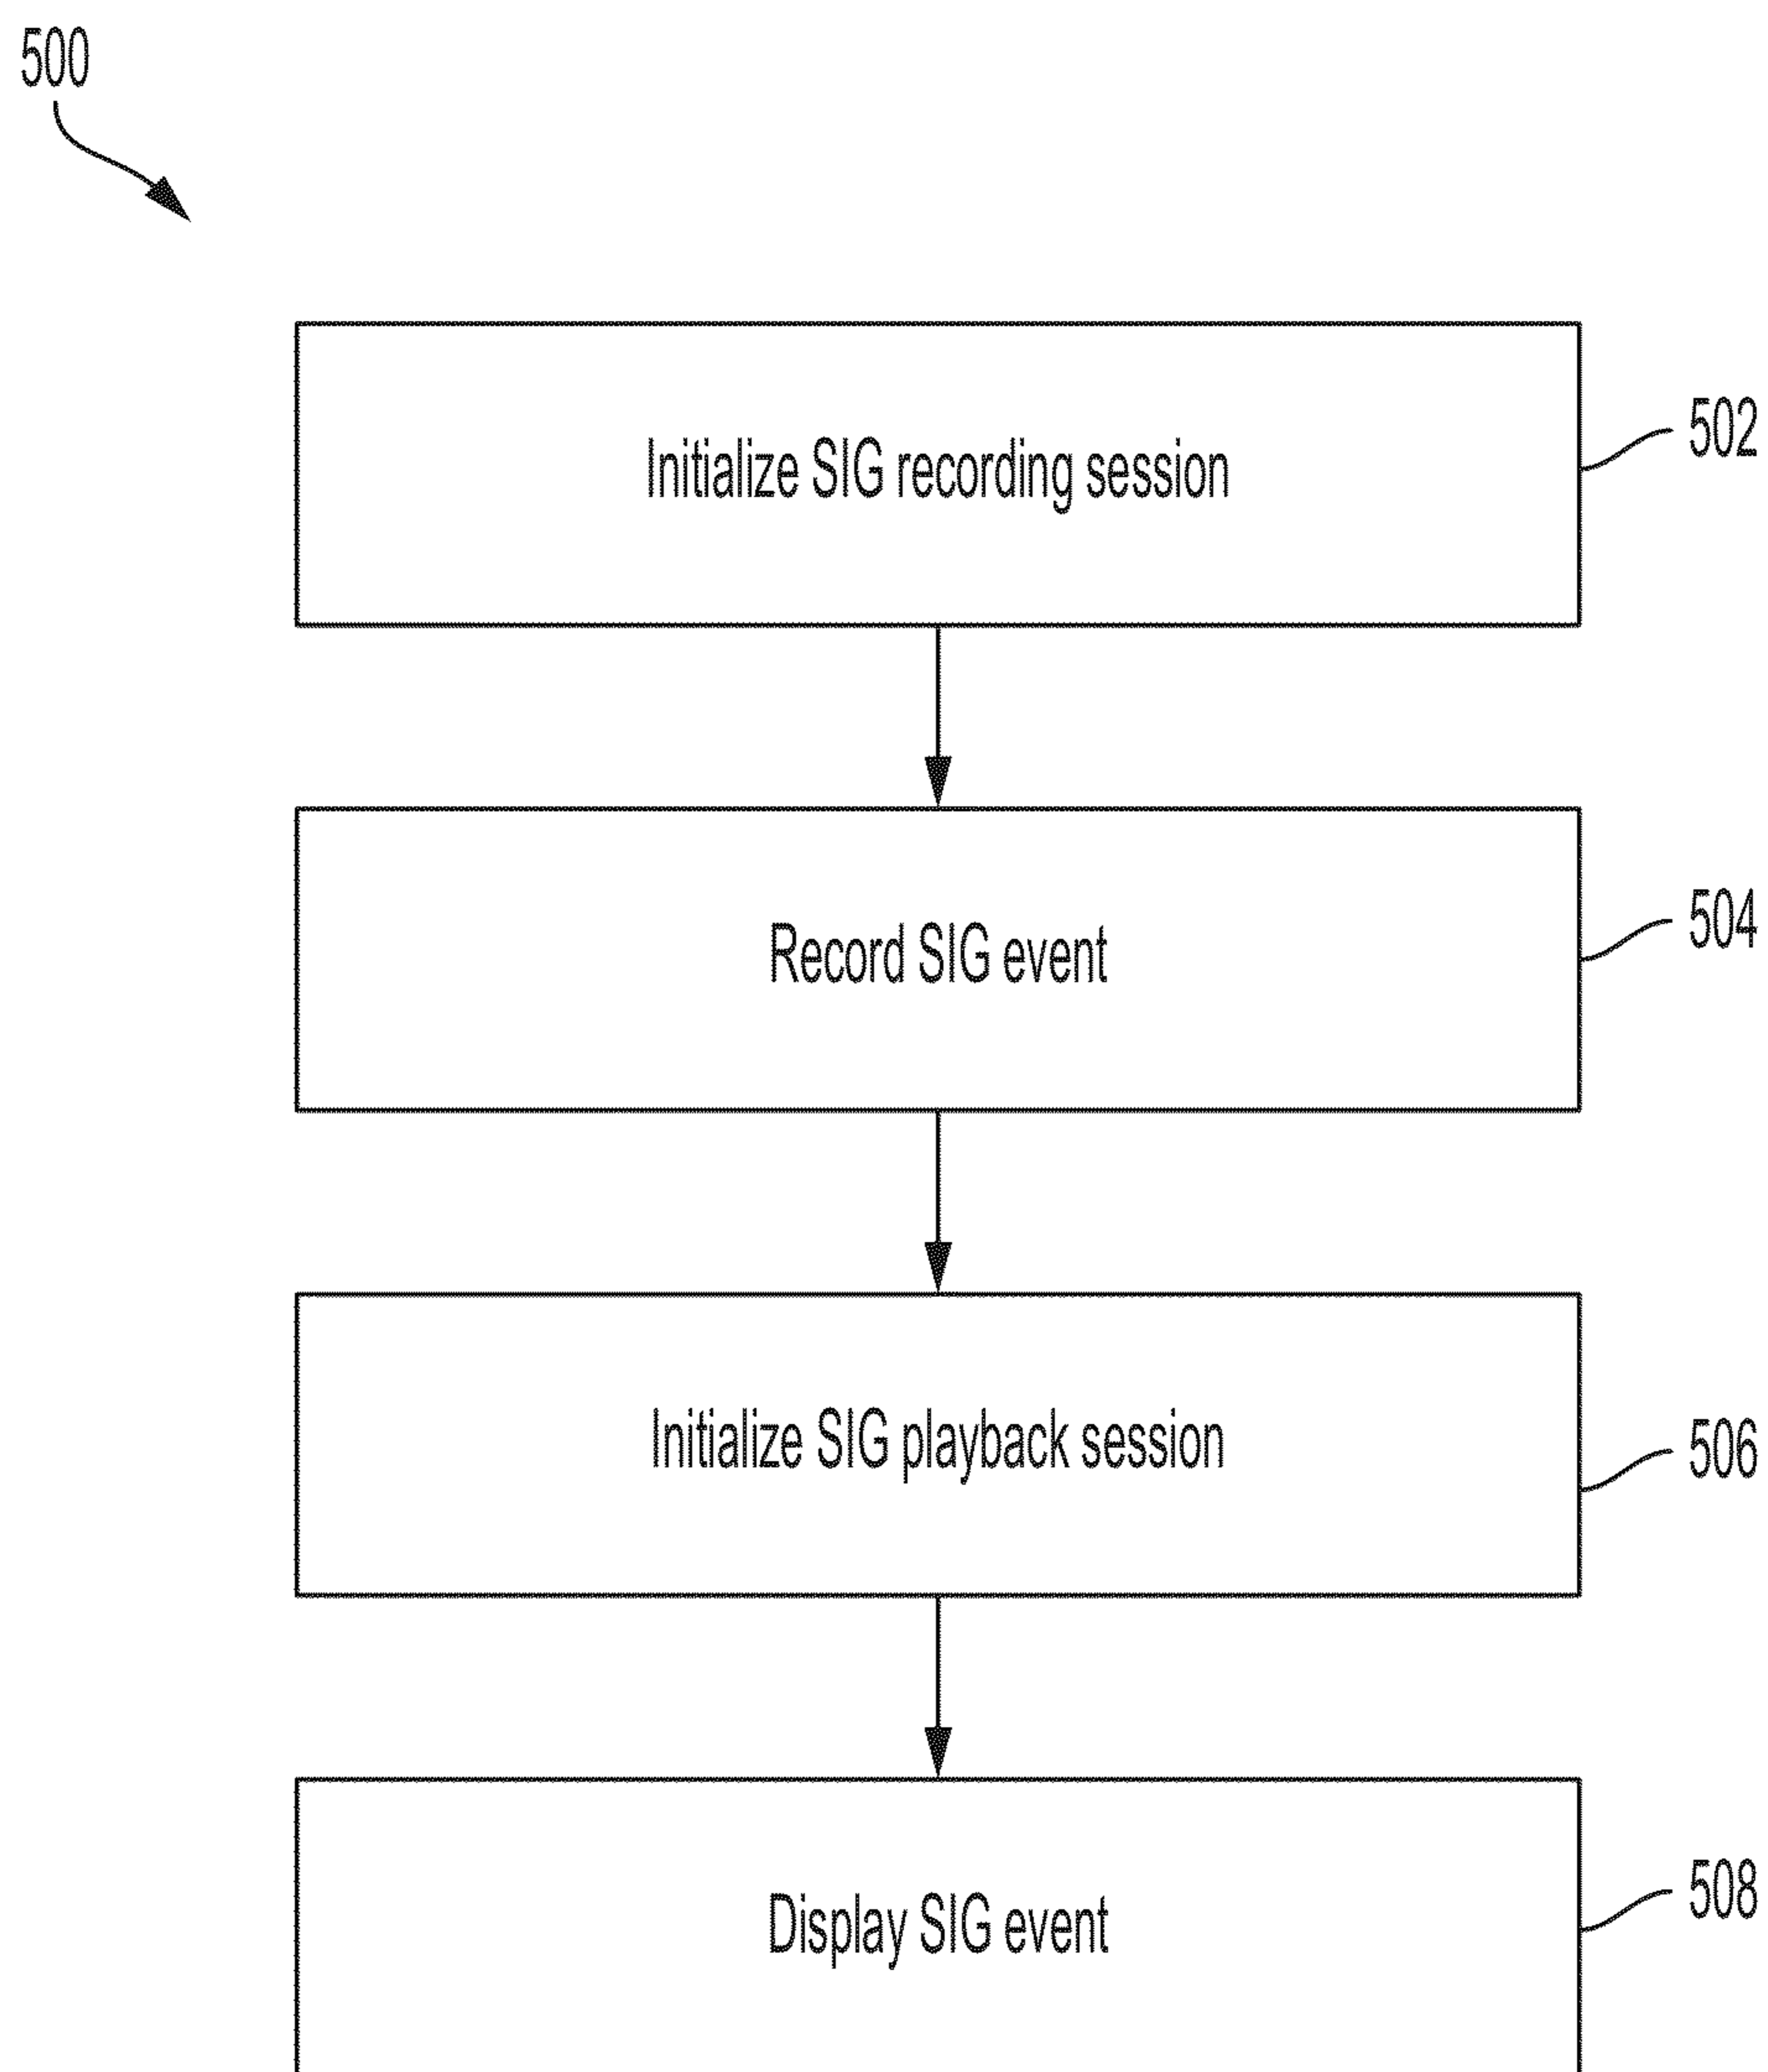 500
Initialize SIG recording session
502
Record SIG event
504
Initialize SIG playback session
506
Display SIG event
508